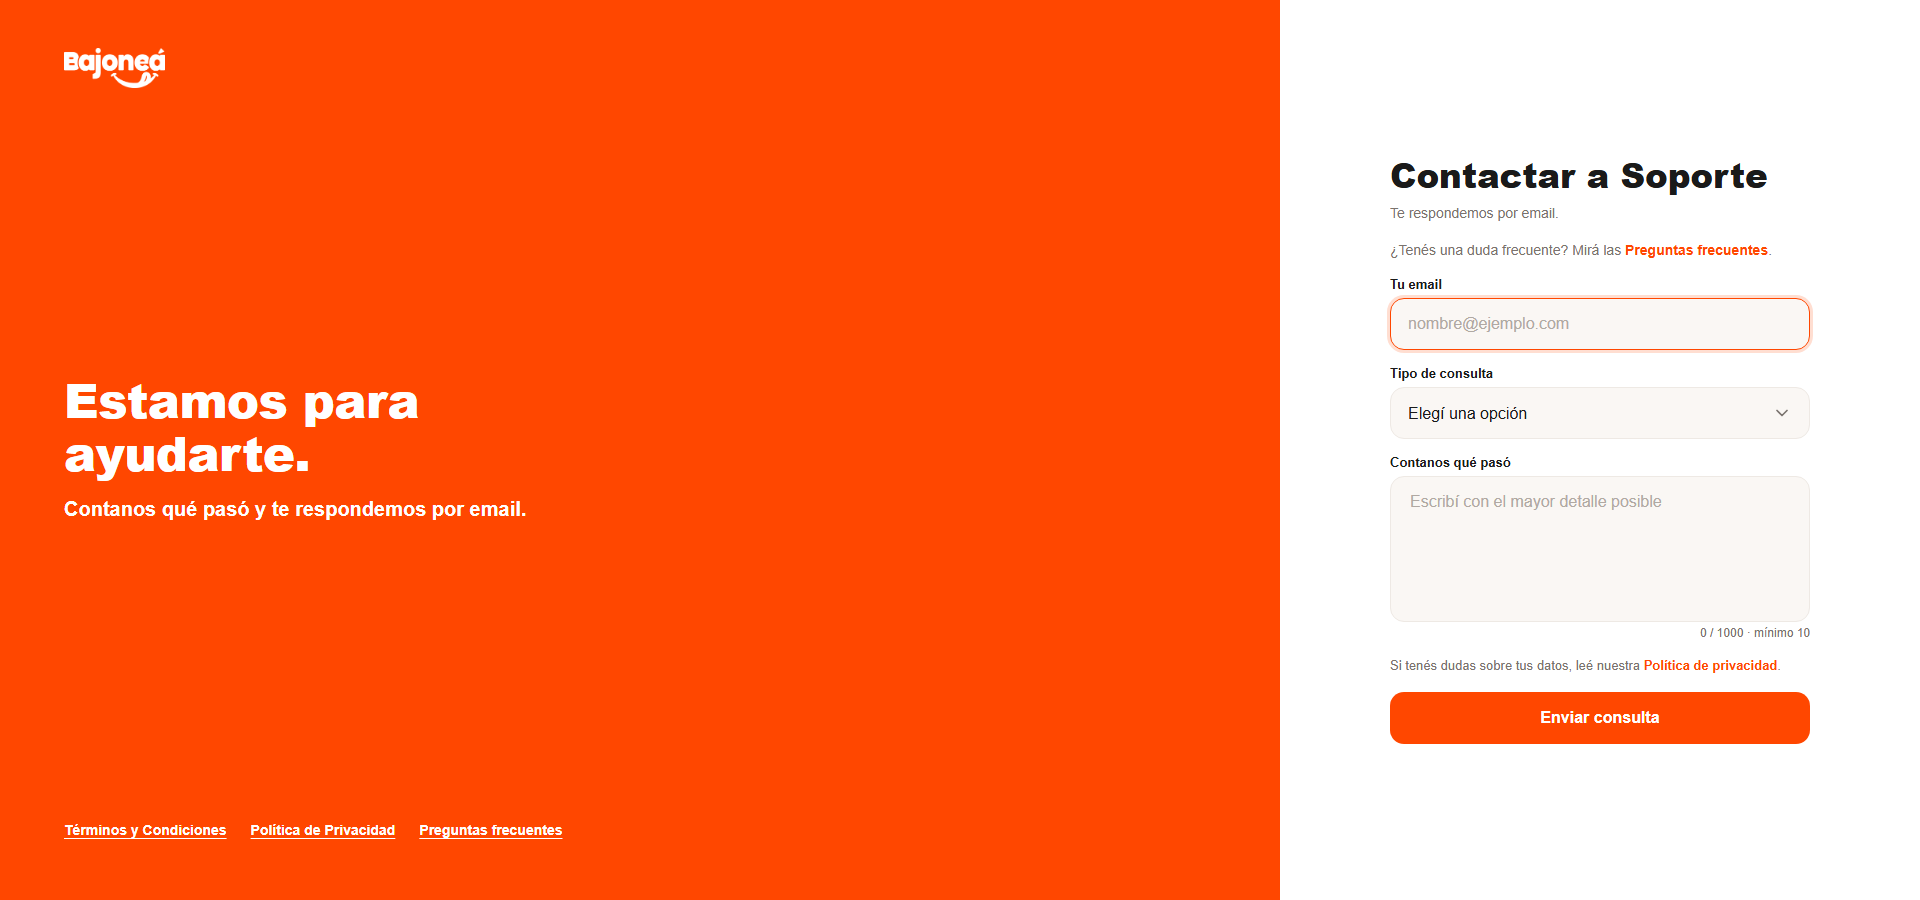 Bajoneá
Estamos para
ayudarte.
Contanos qué pasó y te respondemos por email.
Términos y Condiciones
Política de Privacidad
Preguntas frecuentes
Contactar a Soporte
Te respondemos por email.
¿Tenés una duda frecuente? Mirá las Preguntas frecuentes.
Tu email
nombre@ejemplo.com
Tipo de consulta
Elegí una opción
Contanos qué pasó
Escribí con el mayor detalle posible
0 / 1000 · mínimo 10
Si tenés dudas sobre tus datos, leé nuestra Política de privacidad.
Enviar consulta